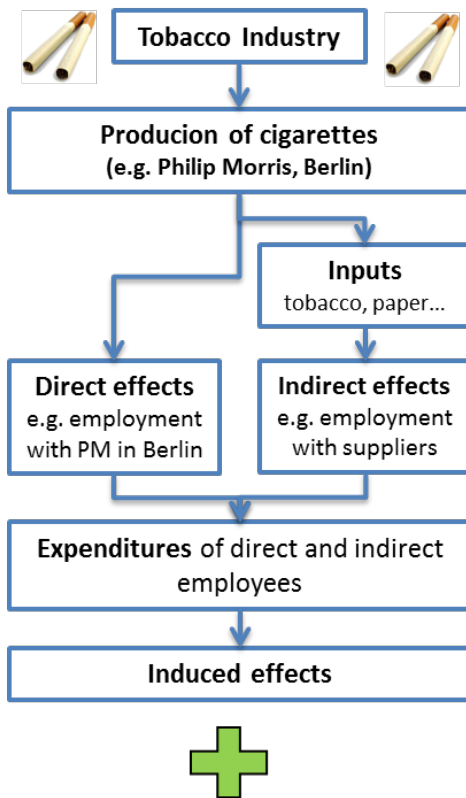 Tobacco Industry
Producion of cigarettes
(e.g. Philip Morris, Berlin)
Inputs
tobacco, paper…
Direct effects
e.g. employment
with PM in Berlin
Indirect effects
e.g. employment
with suppliers
Expenditures of direct and indirect
employees
Induced effects